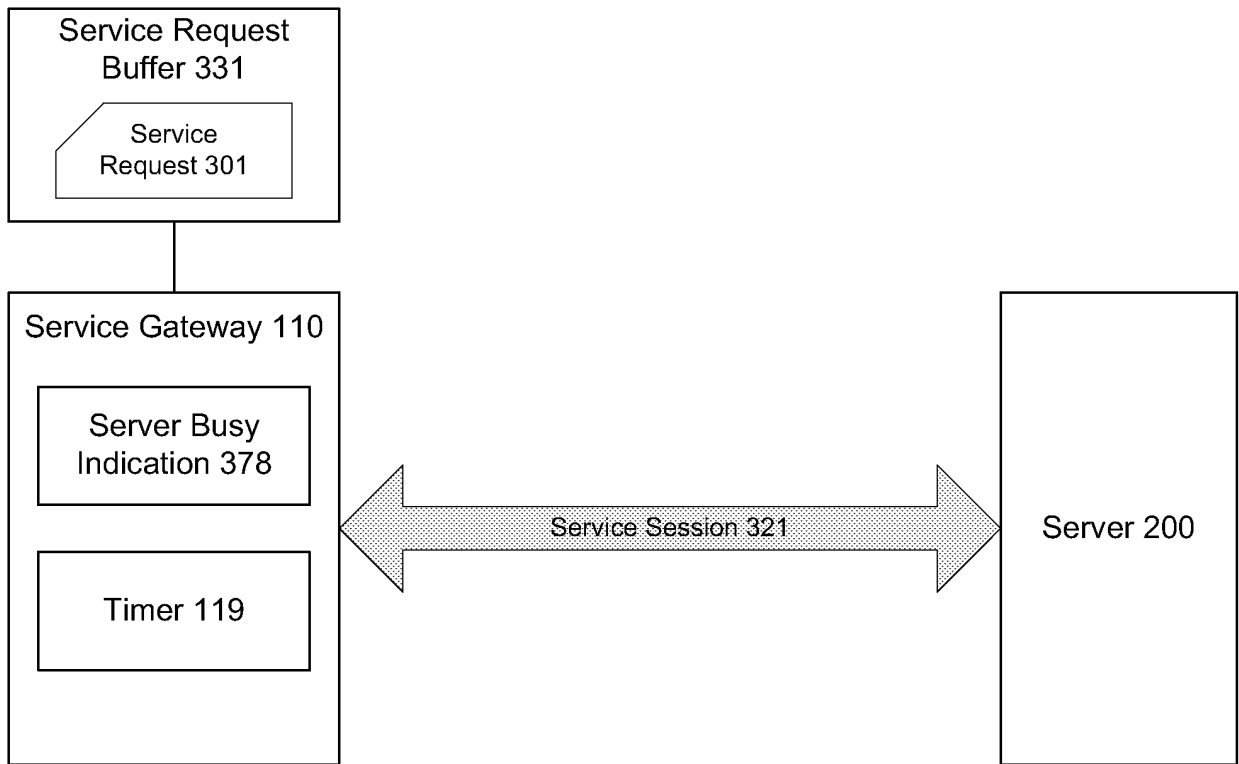 Service Request
Buffer 331
Service
Request 301
Service Gateway 110
Server Busy
Indication 378
Timer 119
Service Session 321
Server 200